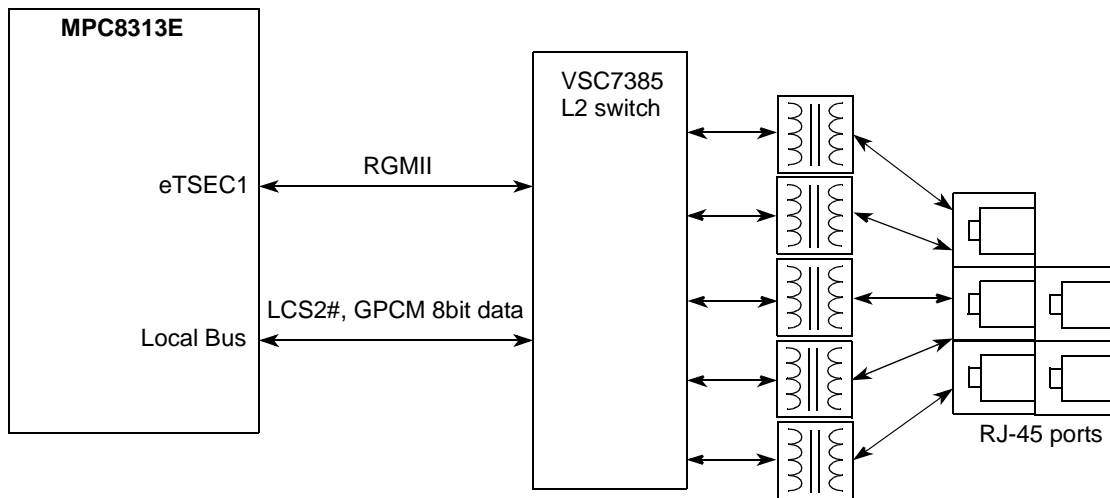 MPC8313E
VSC7385
L2 switch
RGMII
eTSEC1
LCS2#, GPCM 8bit data
Local Bus
RJ-45 ports